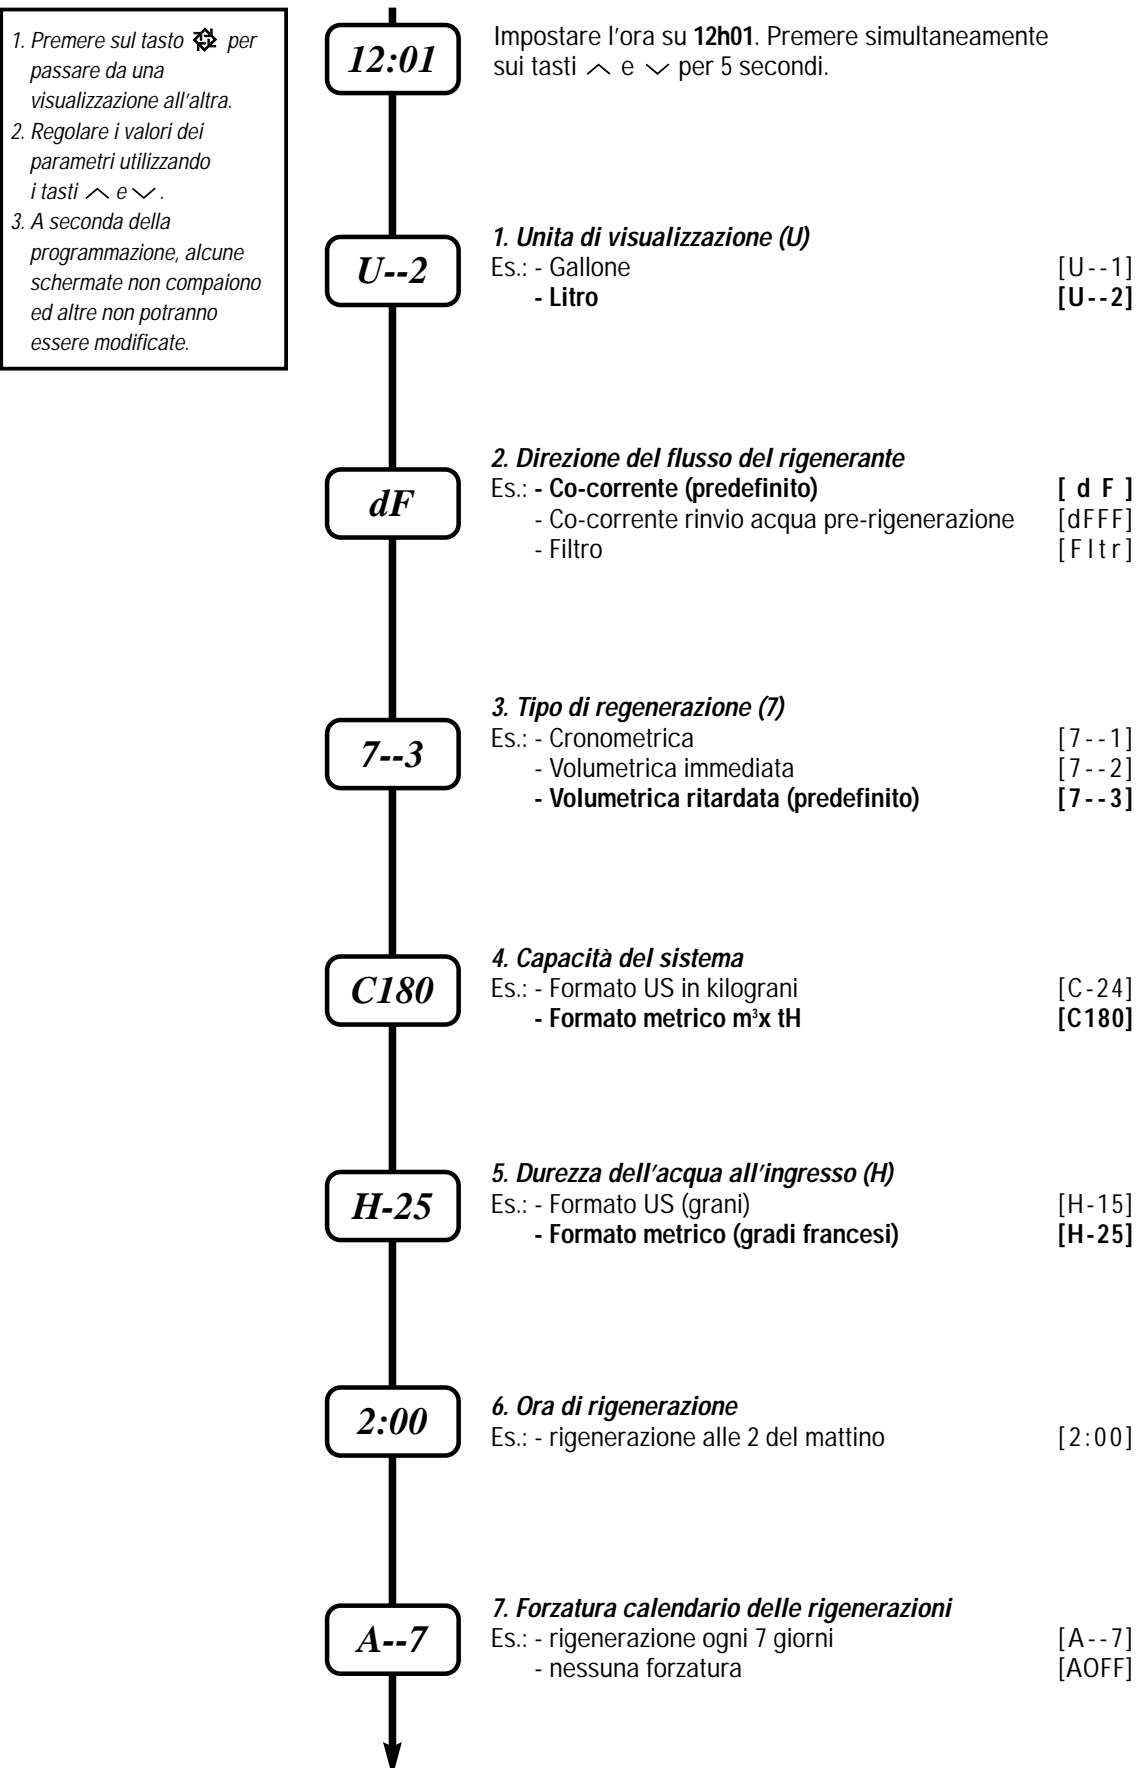 1. Premere sul tasto per
passare da una
visualizzazione all'altra.
2. Regolare i valori dei
parametri utilizzando
i tasti e .
3. A seconda della
programmazione, alcune
schermate non compaiono
ed altre non potranno
essere modificate.
12:01
Impostare l'ora su 12h01. Premere simultaneamente
sui tasti e per 5 secondi.
U--2
1. Unita di visualizzazione (U)
Es.: - Gallone [U--1]
- Litro [U--2]
dF
2. Direzione del flusso del rigenerante
Es.: - Co-corrente (predefinito) [ d F ]
- Co-corrente rinvio acqua pre-rigenerazione [dFFF]
- Filtro [Fltr]
7--3
3. Tipo di regenerazione (7)
Es.: - Cronometrica [7--1]
- Volumetrica immediata [7--2]
- Volumetrica ritardata (predefinito) [7--3]
C180
4. Capacità del sistema
Es.: - Formato US in kilograni [C-24]
- Formato metrico m³x tH [C180]
H-25
5. Durezza dell'acqua all'ingresso (H)
Es.: - Formato US (grani) [H-15]
- Formato metrico (gradi francesi) [H-25]
2:00
6. Ora di rigenerazione
Es.: - rigenerazione alle 2 del mattino [2:00]
A--7
7. Forzatura calendario delle rigenerazioni
Es.: - rigenerazione ogni 7 giorni [A--7]
- nessuna forzatura [AOFF]